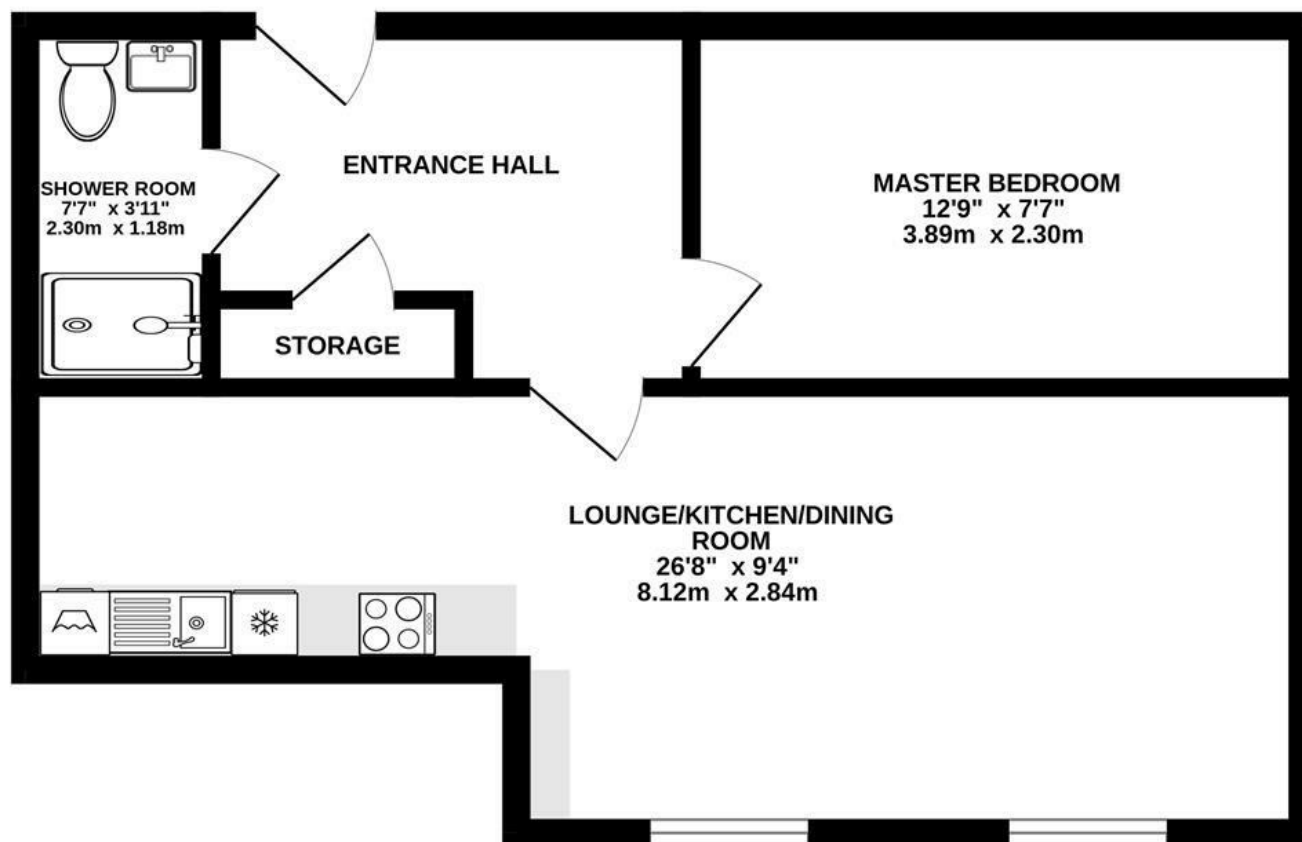 ENTRANCE HALL
SHOWER ROOM
7'7" x 3'11"
2.30m x 1.18m
MASTER BEDROOM
12'9" x 7'7"
3.89m x 2.30m
STORAGE
LOUNGE/KITCHEN/DINING
ROOM
26'8" x 9'4"
8.12m x 2.84m